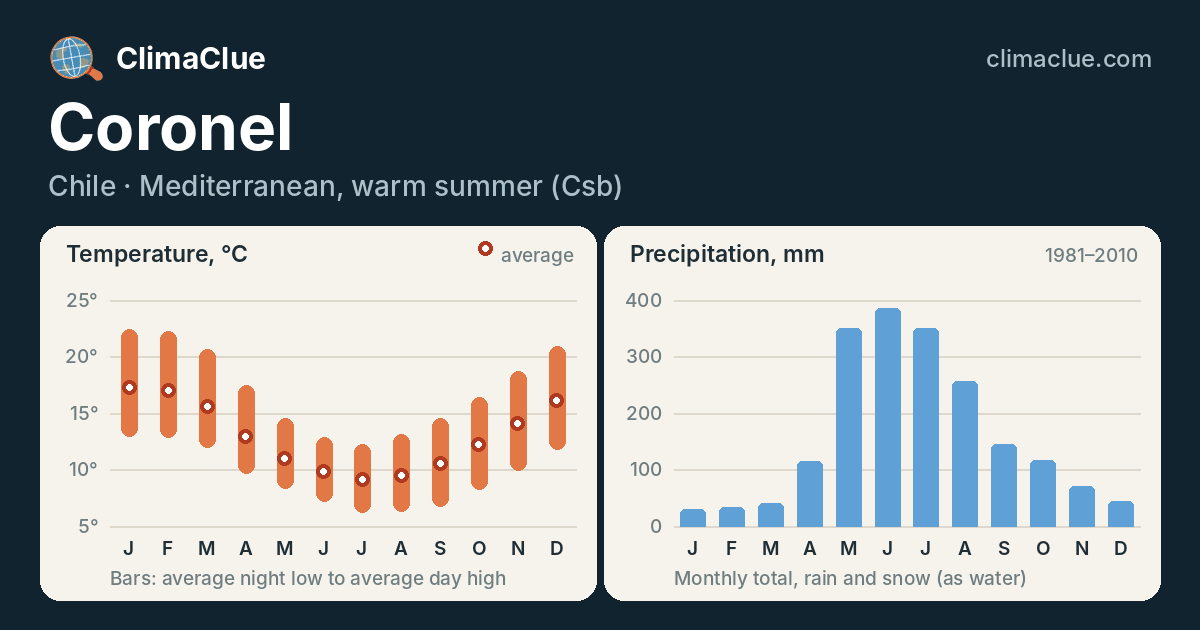 ClimaClue
climaclue.com
Coronel
Chile · Mediterranean, warm summer (Csb)
Temperature, °C
average
25°
20°
15°
10°
5°
J F M A M J J A S O N D
Bars: average night low to average day high
Precipitation, mm
1981–2010
400
300
200
100
0
J F M A M J J A S O N D
Monthly total, rain and snow (as water)